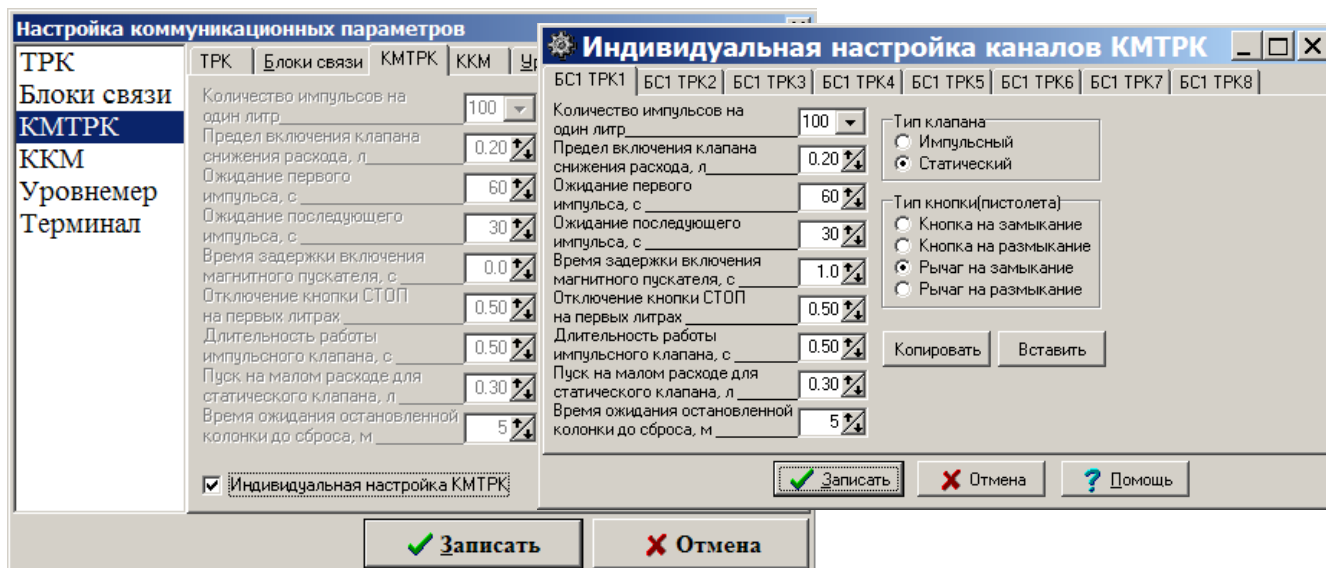 Настройка коммуникационных параметров
ТРК
Блоки связи
КМТРК
ККМ
Уровнемер
Терминал
ТРК Блоки связи КМТРК ККМ
Количество импульсов на
один литр 100
Предел включения клапана
снижения расхода, л 0.20
Ожидание первого
импульса, с 60
Ожидание последующего
импульса, с 30
Время задержки включения
магнитного пускателя, с 0.0
Отключение кнопки СТОП
на первых литрах 0.50
Длительность работы
импульсного клапана, с 0.50
Пуск на малом расходе для
статического клапана, л 0.30
Время ожидания остановленной
колонки до сброса, м 5
Индивидуальная настройка КМТРК
Записать Отмена
Индивидуальная настройка каналов КМТРК
БС1 ТРК1 БС1 ТРК2 БС1 ТРК3 БС1 ТРК4 БС1 ТРК5 БС1 ТРК6 БС1 ТРК7 БС1 ТРК8
Количество импульсов на
один литр 100
Предел включения клапана
снижения расхода, л 0.20
Ожидание первого
импульса, с 60
Ожидание последующего
импульса, с 30
Время задержки включения
магнитного пускателя, с 1.0
Отключение кнопки СТОП
на первых литрах 0.50
Длительность работы
импульсного клапана, с 0.50
Пуск на малом расходе для
статического клапана, л 0.30
Время ожидания остановленной
колонки до сброса, м 5
Тип клапана
Импульсный
Статический
Тип кнопки(пистолета)
Кнопка на замыкание
Кнопка на размыкание
Рычаг на замыкание
Рычаг на размыкание
Копировать Вставить
Записать Отмена Помощь